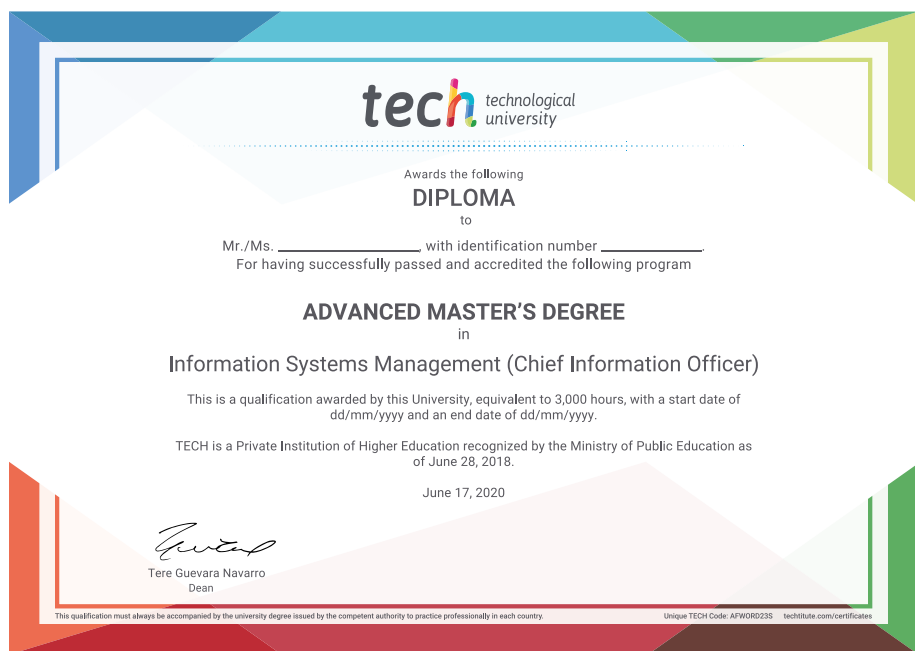 tech technological
university
Awards the following
DIPLOMA
to
Mr./Ms. ____________________, with identification number ______________.
For having successfully passed and accredited the following program
ADVANCED MASTER'S DEGREE
in
Information Systems Management (Chief Information Officer)
This is a qualification awarded by this University, equivalent to 3,000 hours, with a start date of
dd/mm/yyyy and an end date of dd/mm/yyyy.
TECH is a Private Institution of Higher Education recognized by the Ministry of Public Education as
of June 28, 2018.
June 17, 2020
Tere Guevara Navarro
Dean
This qualification must always be accompanied by the university degree issued by the competent authority to practice professionally in each country. Unique TECH Code: AFWORD23S techtitute.com/certificates